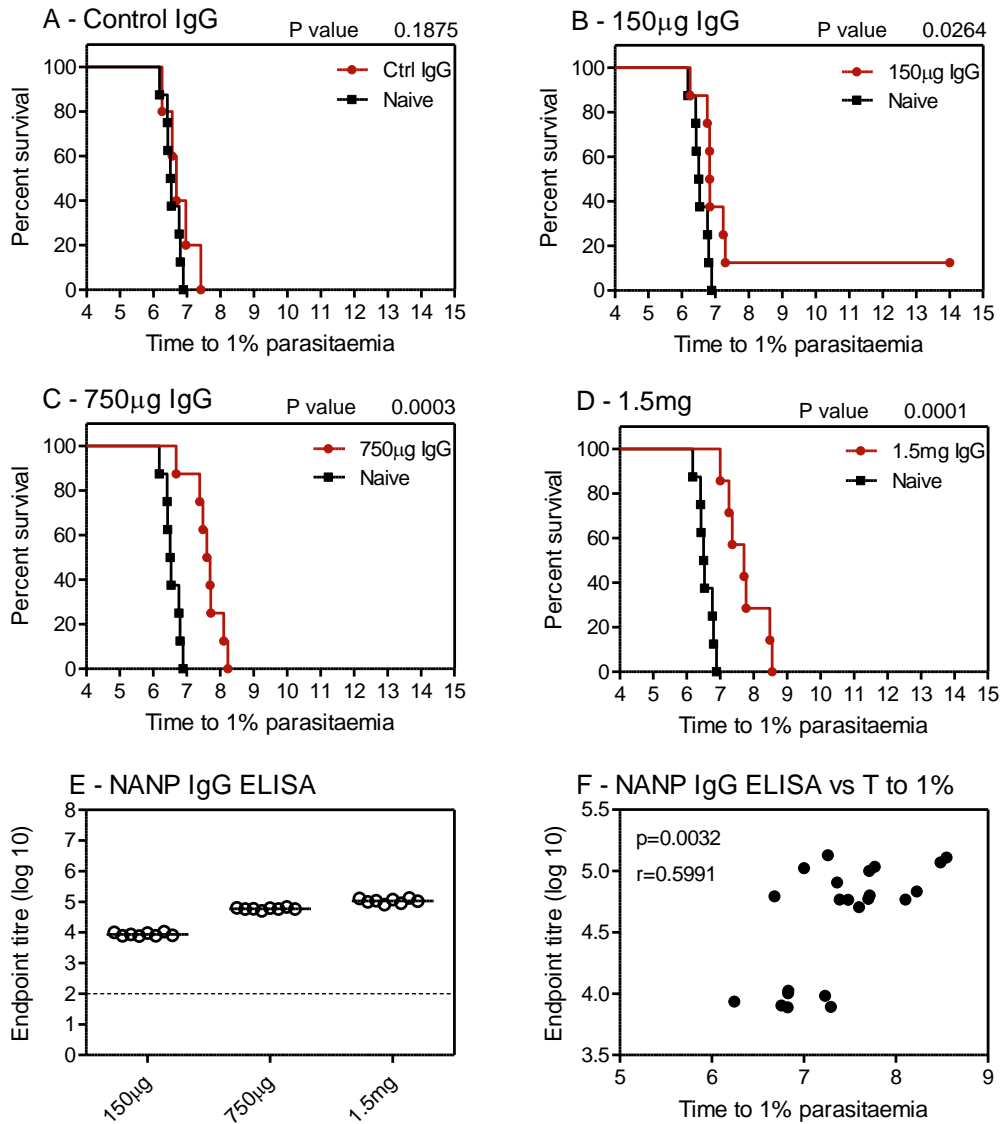 A - Control IgG
P value 0.1875
100
80
60
40
20
0
Percent survival
Ctrl IgG
Naive
4 5 6 7 8 9 10 11 12 13 14 15
Time to 1% parasitaemia
B - 150µg IgG
P value 0.0264
100
80
60
40
20
0
Percent survival
150µg IgG
Naive
4 5 6 7 8 9 10 11 12 13 14 15
Time to 1% parasitaemia
C - 750µg IgG
P value 0.0003
100
80
60
40
20
0
Percent survival
750µg IgG
Naive
4 5 6 7 8 9 10 11 12 13 14 15
Time to 1% parasitaemia
D - 1.5mg
P value 0.0001
100
80
60
40
20
0
Percent survival
1.5mg IgG
Naive
4 5 6 7 8 9 10 11 12 13 14 15
Time to 1% parasitaemia
E - NANP IgG ELISA
8
7
6
5
4
3
2
1
0
Endpoint titre (log 10)
150µg
750µg
1.5mg
F - NANP IgG ELISA vs T to 1%
5.5
5.0
4.5
4.0
3.5
Endpoint titre (log 10)
p=0.0032
r=0.5991
5 6 7 8 9
Time to 1% parasitaemia